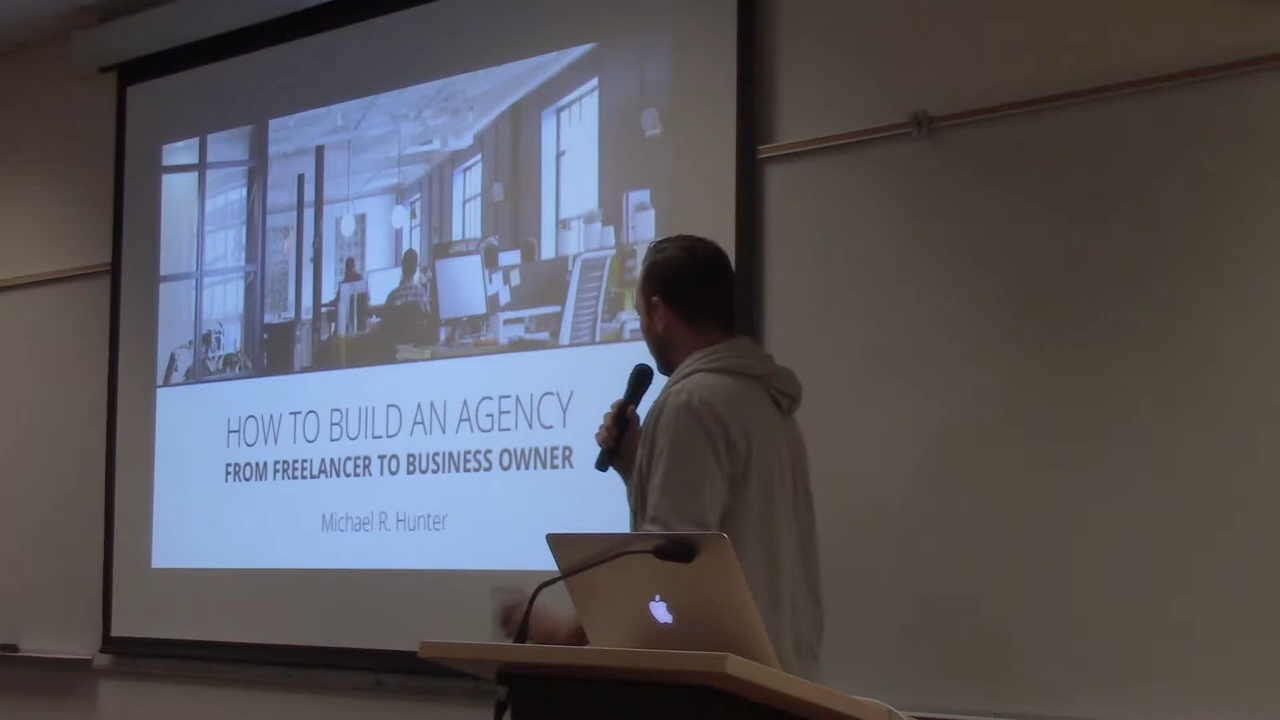 HOW TO BUILD AN AGENCY
FROM FREELANCER TO BUSINESS OWNER
Michael R. Hunter